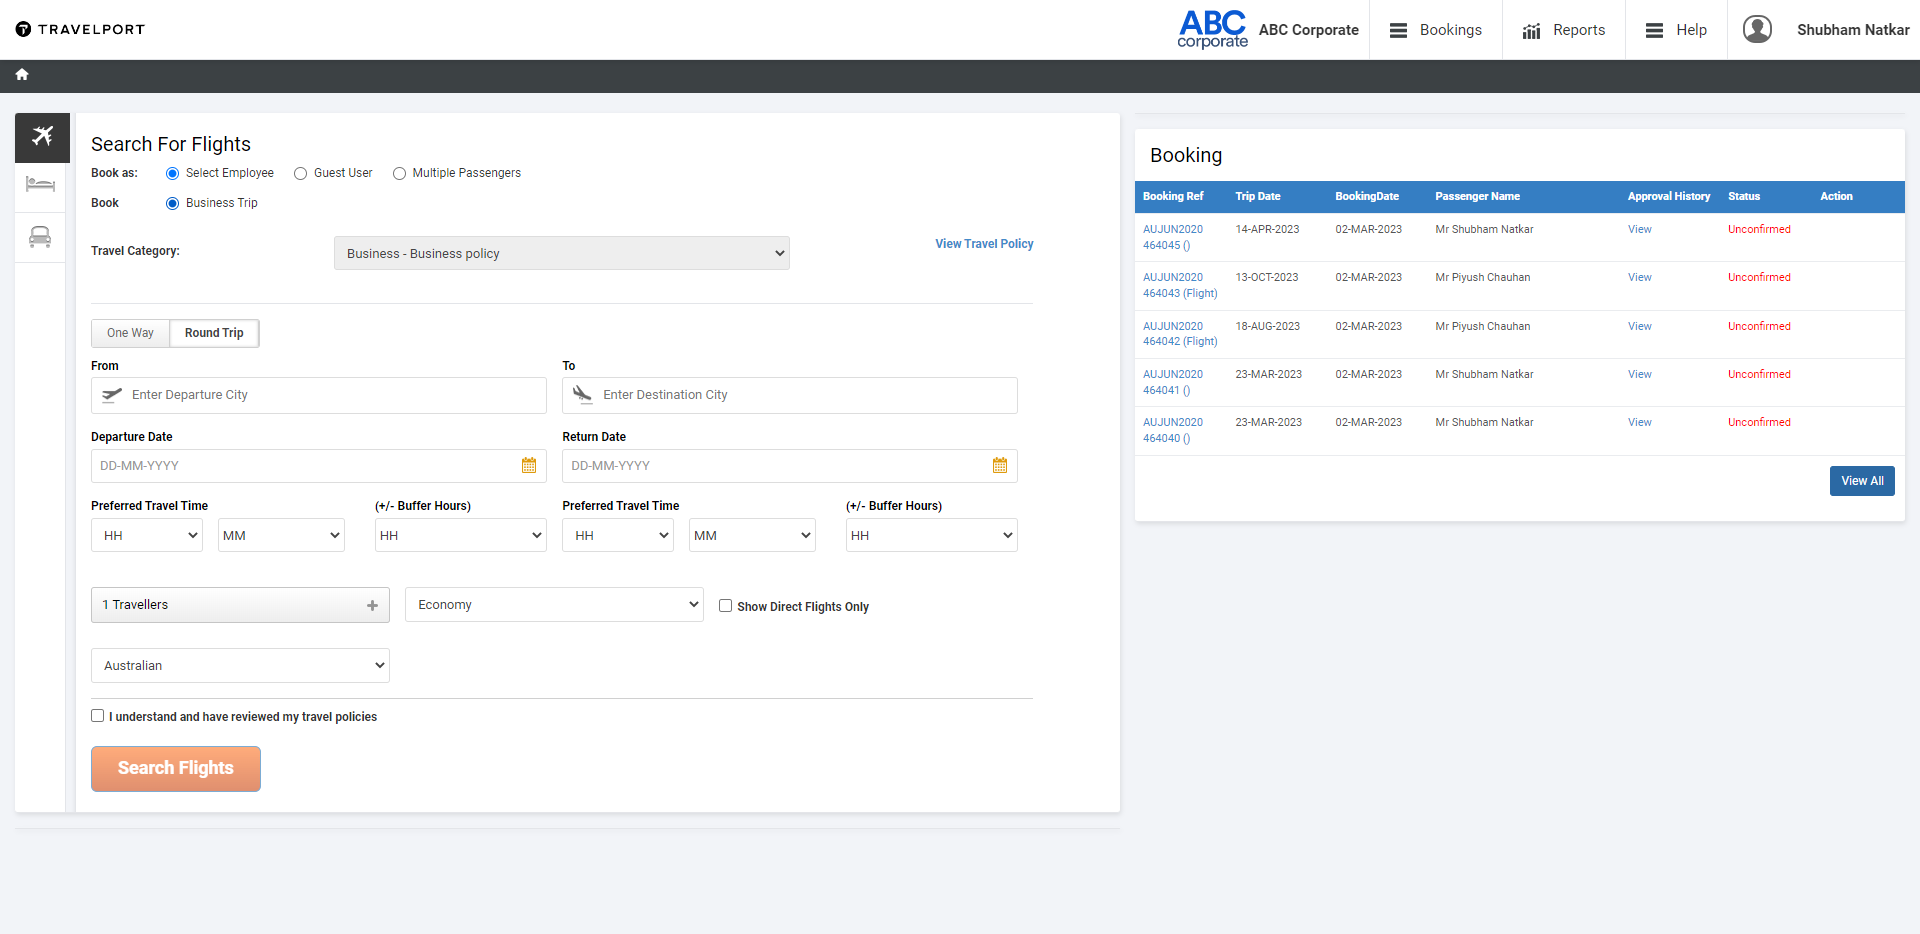 TRAVELPORT
ABC
corporate
ABC Corporate
Bookings
Reports
Help
Shubham Natkar
Search For Flights
Book as:
Select Employee
Guest User
Multiple Passengers
Book
Business Trip
Travel Category:
Business - Business policy
View Travel Policy
One Way
Round Trip
From
To
Enter Departure City
Enter Destination City
Departure Date
Return Date
DD-MM-YYYY
DD-MM-YYYY
Preferred Travel Time
(+/- Buffer Hours)
Preferred Travel Time
(+/- Buffer Hours)
HH
MM
HH
HH
MM
HH
1 Travellers
Economy
Show Direct Flights Only
Australian
I understand and have reviewed my travel policies
Search Flights
Booking
Booking Ref Trip Date BookingDate Passenger Name Approval History Status Action
AUJUN2020 14-APR-2023 02-MAR-2023 Mr Shubham Natkar View Unconfirmed
464045 ()
AUJUN2020 13-OCT-2023 02-MAR-2023 Mr Piyush Chauhan View Unconfirmed
464043 (Flight)
AUJUN2020 18-AUG-2023 02-MAR-2023 Mr Piyush Chauhan View Unconfirmed
464042 (Flight)
AUJUN2020 23-MAR-2023 02-MAR-2023 Mr Shubham Natkar View Unconfirmed
464041 ()
AUJUN2020 23-MAR-2023 02-MAR-2023 Mr Shubham Natkar View Unconfirmed
464040 ()
View All